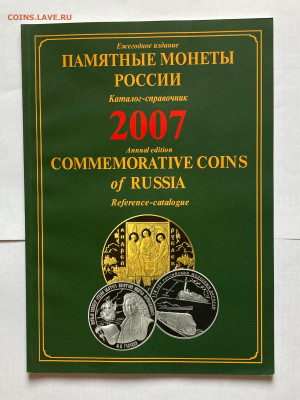 COINS.LAVE.RU
Ежегодное издание
ПАМЯТНЫЕ МОНЕТЫ
РОССИИ
Каталог-справочник
2007
Annual edition
COMMEMORATIVE COINS
of RUSSIA
Reference-catalogue